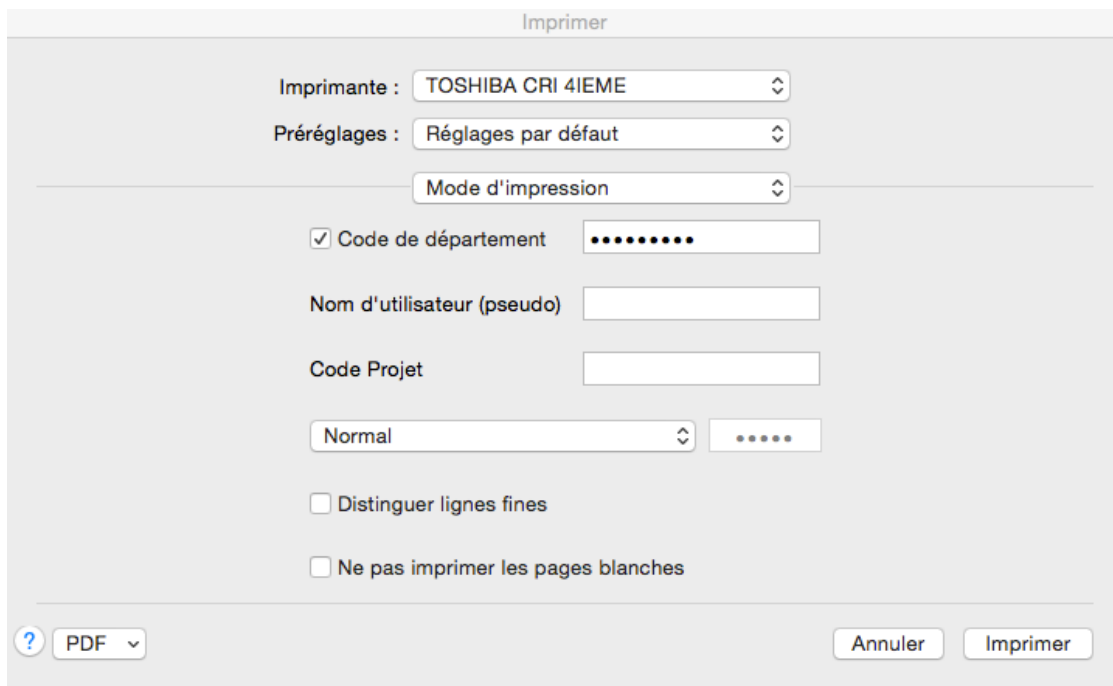 Imprimer
Imprimante : TOSHIBA CRI 4IEME
Préréglages : Réglages par défaut
Mode d'impression
Code de département •••••••••
Nom d'utilisateur (pseudo)
Code Projet
Normal •••••
Distinguer lignes fines
Ne pas imprimer les pages blanches
? PDF Annuler Imprimer